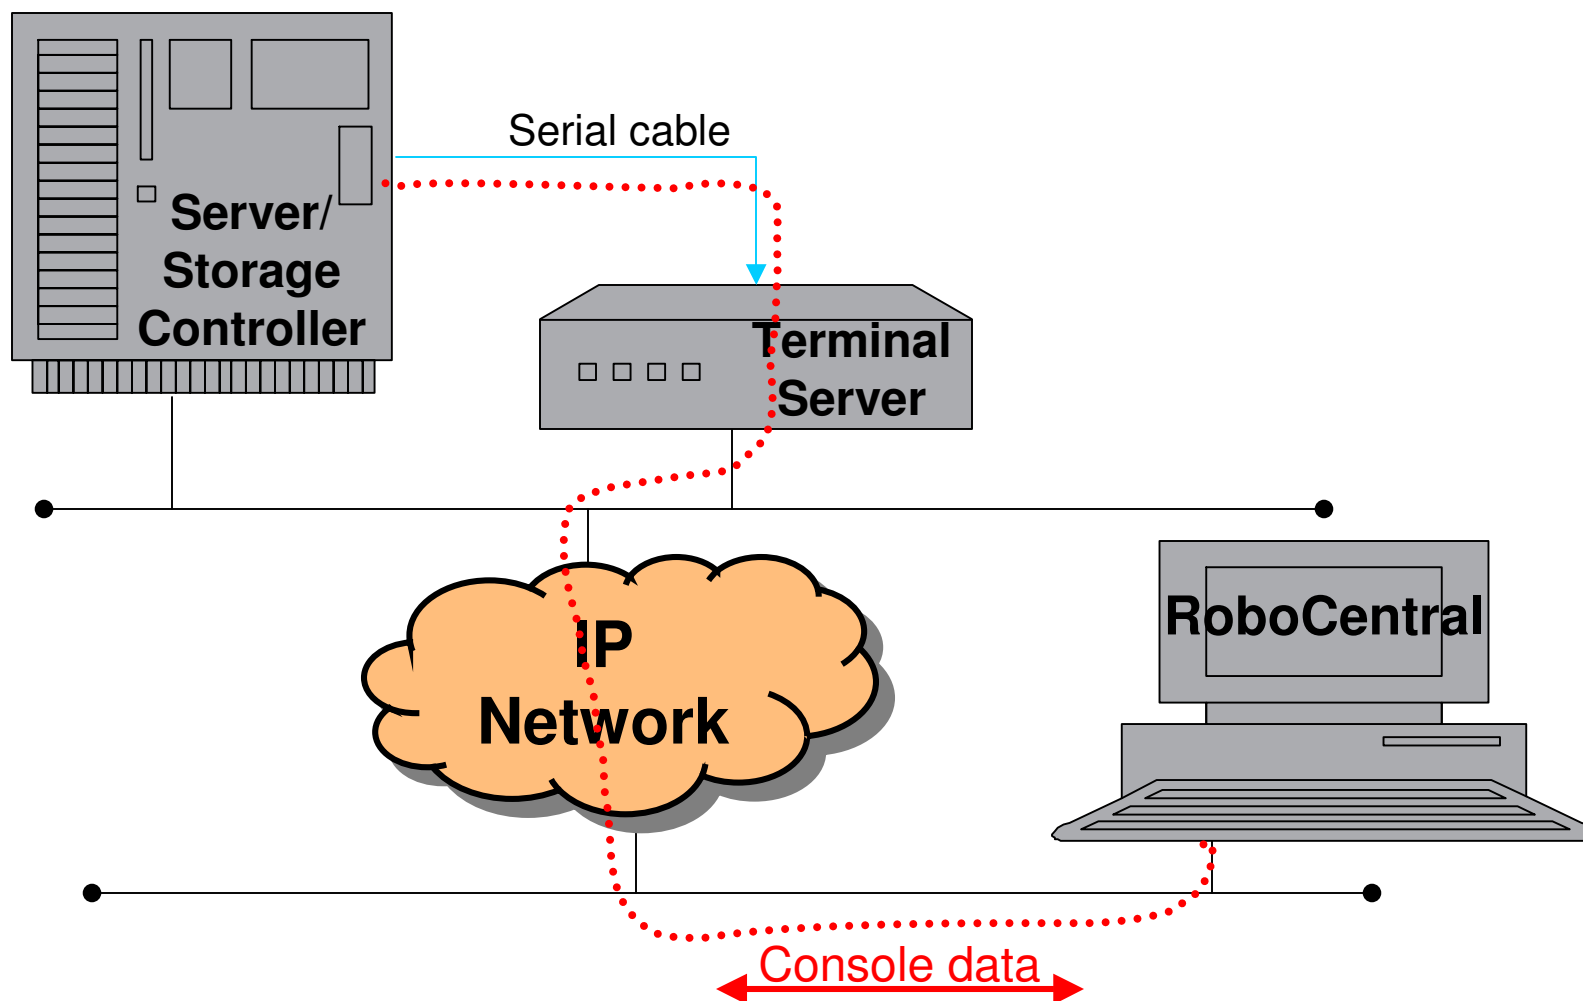 Serial cable
Server/
Storage
Controller
Terminal
Server
IP
Network
RoboCentral
Console data